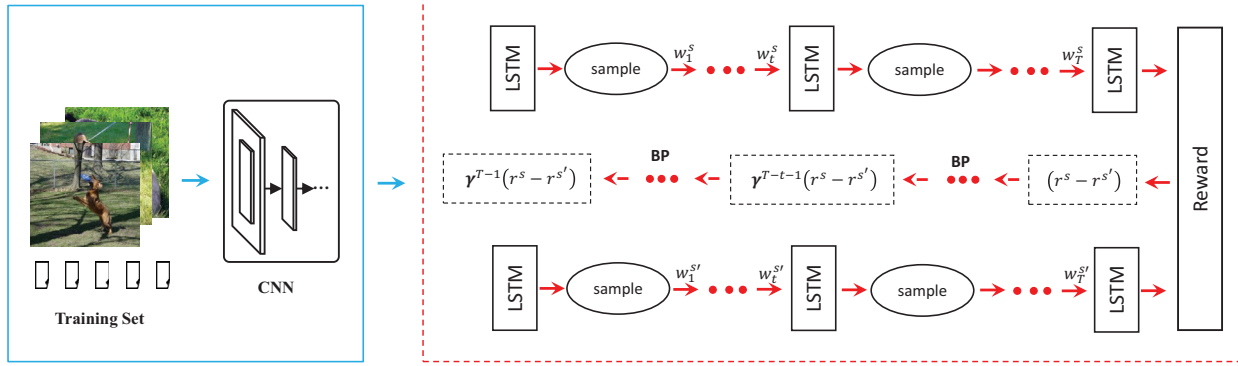 LSTM
sample
w_1^s
w_t^s
LSTM
sample
w_T^s
LSTM
Reward
γ^{T-1}(r^s − r^{s'})
BP
γ^{T-t-1}(r^s − r^{s'})
BP
(r^s − r^{s'})
LSTM
sample
w_1^{s'}
w_t^{s'}
LSTM
sample
w_T^{s'}
LSTM
CNN
...
Training Set